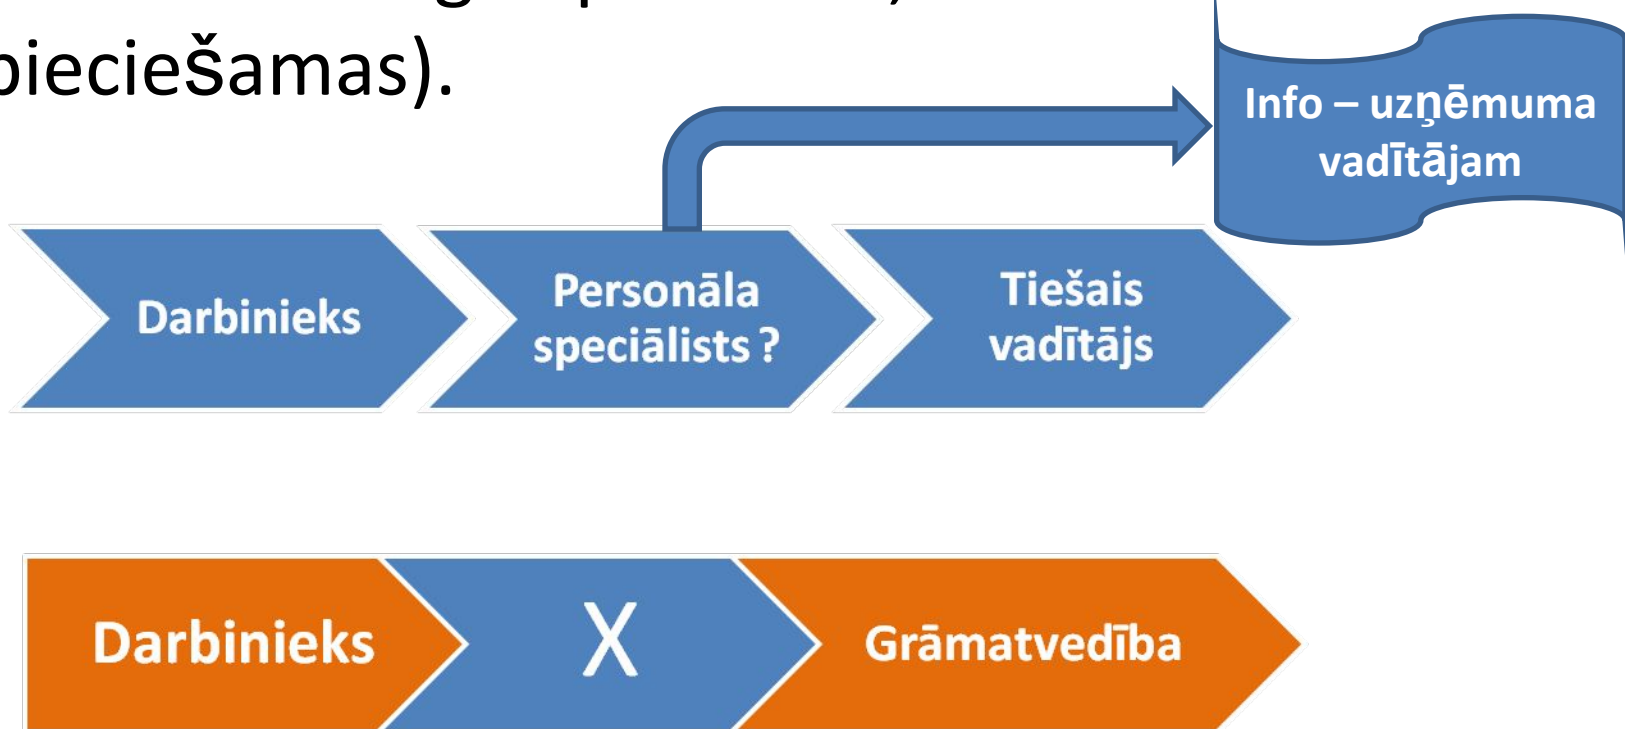 pieciešamas).
Info – uzņēmuma
vadītājam
Darbinieks
Personāla
speciālists ?
Tiešais
vadītājs
Darbinieks
X
Grāmatvedība